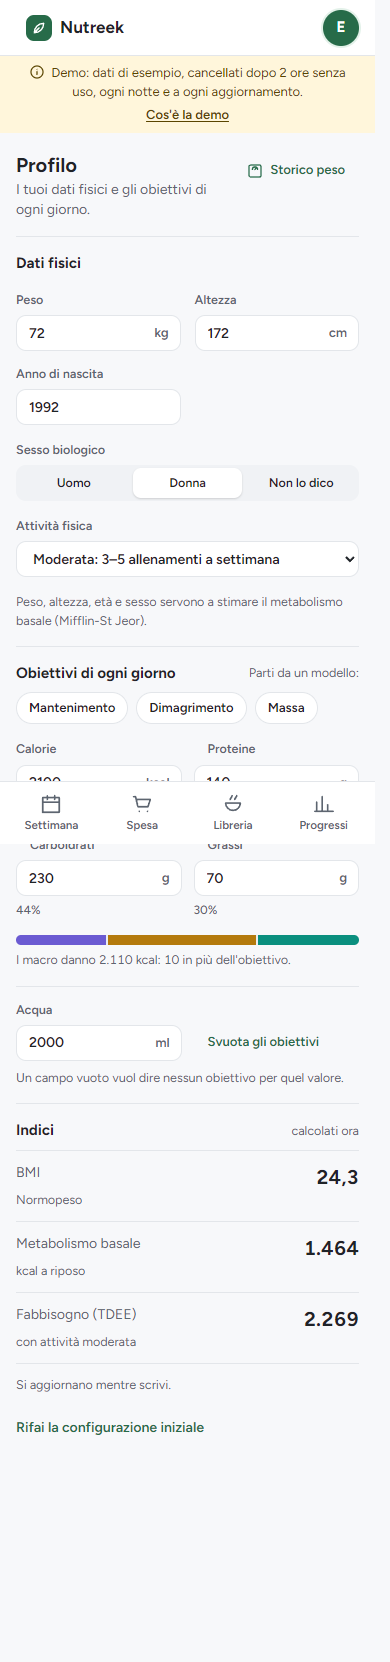 Nutreek
E
Demo: dati di esempio, cancellati dopo 2 ore senza
uso, ogni notte e a ogni aggiornamento.
Cos'è la demo
Profilo
Storico peso
I tuoi dati fisici e gli obiettivi di
ogni giorno.
Dati fisici
Peso
Altezza
72 kg
172 cm
Anno di nascita
1992
Sesso biologico
Uomo
Donna
Non lo dico
Attività fisica
Moderata: 3–5 allenamenti a settimana
Peso, altezza, età e sesso servono a stimare il metabolismo
basale (Mifflin-St Jeor).
Obiettivi di ogni giorno
Parti da un modello:
Mantenimento
Dimagrimento
Massa
Calorie
Proteine
Settimana
Spesa
Libreria
Progressi
Carboidrati
Grassi
230 g
70 g
44%
30%
I macro danno 2.110 kcal: 10 in più dell'obiettivo.
Acqua
2000 ml
Svuota gli obiettivi
Un campo vuoto vuol dire nessun obiettivo per quel valore.
Indici
calcolati ora
BMI
24,3
Normopeso
Metabolismo basale
1.464
kcal a riposo
Fabbisogno (TDEE)
2.269
con attività moderata
Si aggiornano mentre scrivi.
Rifai la configurazione iniziale